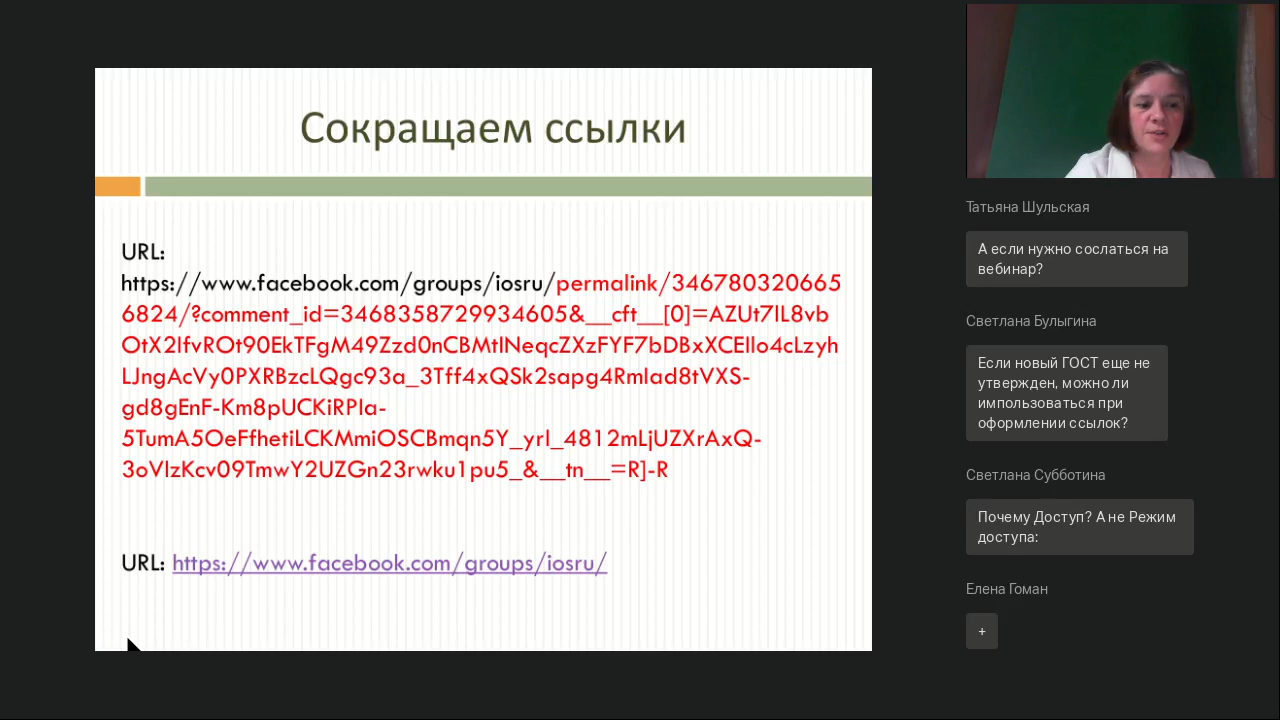 Сокращаем ссылки
URL:
https://www.facebook.com/groups/iosru/permalink/346780320665
6824/?comment_id=3468358729934605&__cft__[0]=AZUt7lL8vb
OtX2lfvROt90EkTFgM49Zzd0nCBMtlNeqcZXzFYF7bDBxXCEllo4cLzyh
LJngAcVy0PXRBzcLQgc93a_3Tff4xQSk2sapg4Rmlad8tVXS-
gd8gEnF-Km8pUCKiRPla-
5TumA5OeFfhetiLCKMmiOSCBmqn5Y_yrl_4812mLjUZXrAxQ-
3oVlzKcv09TmwY2UZGn23rwku1pu5_&__tn__=R]-R
URL: https://www.facebook.com/groups/iosru/
Татьяна Шульская
А если нужно сослаться на
вебинар?
Светлана Булыгина
Если новый ГОСТ еще не
утвержден, можно ли
импользоваться при
оформлении ссылок?
Светлана Субботина
Почему Доступ? А не Режим
доступа:
Елена Гоман
+